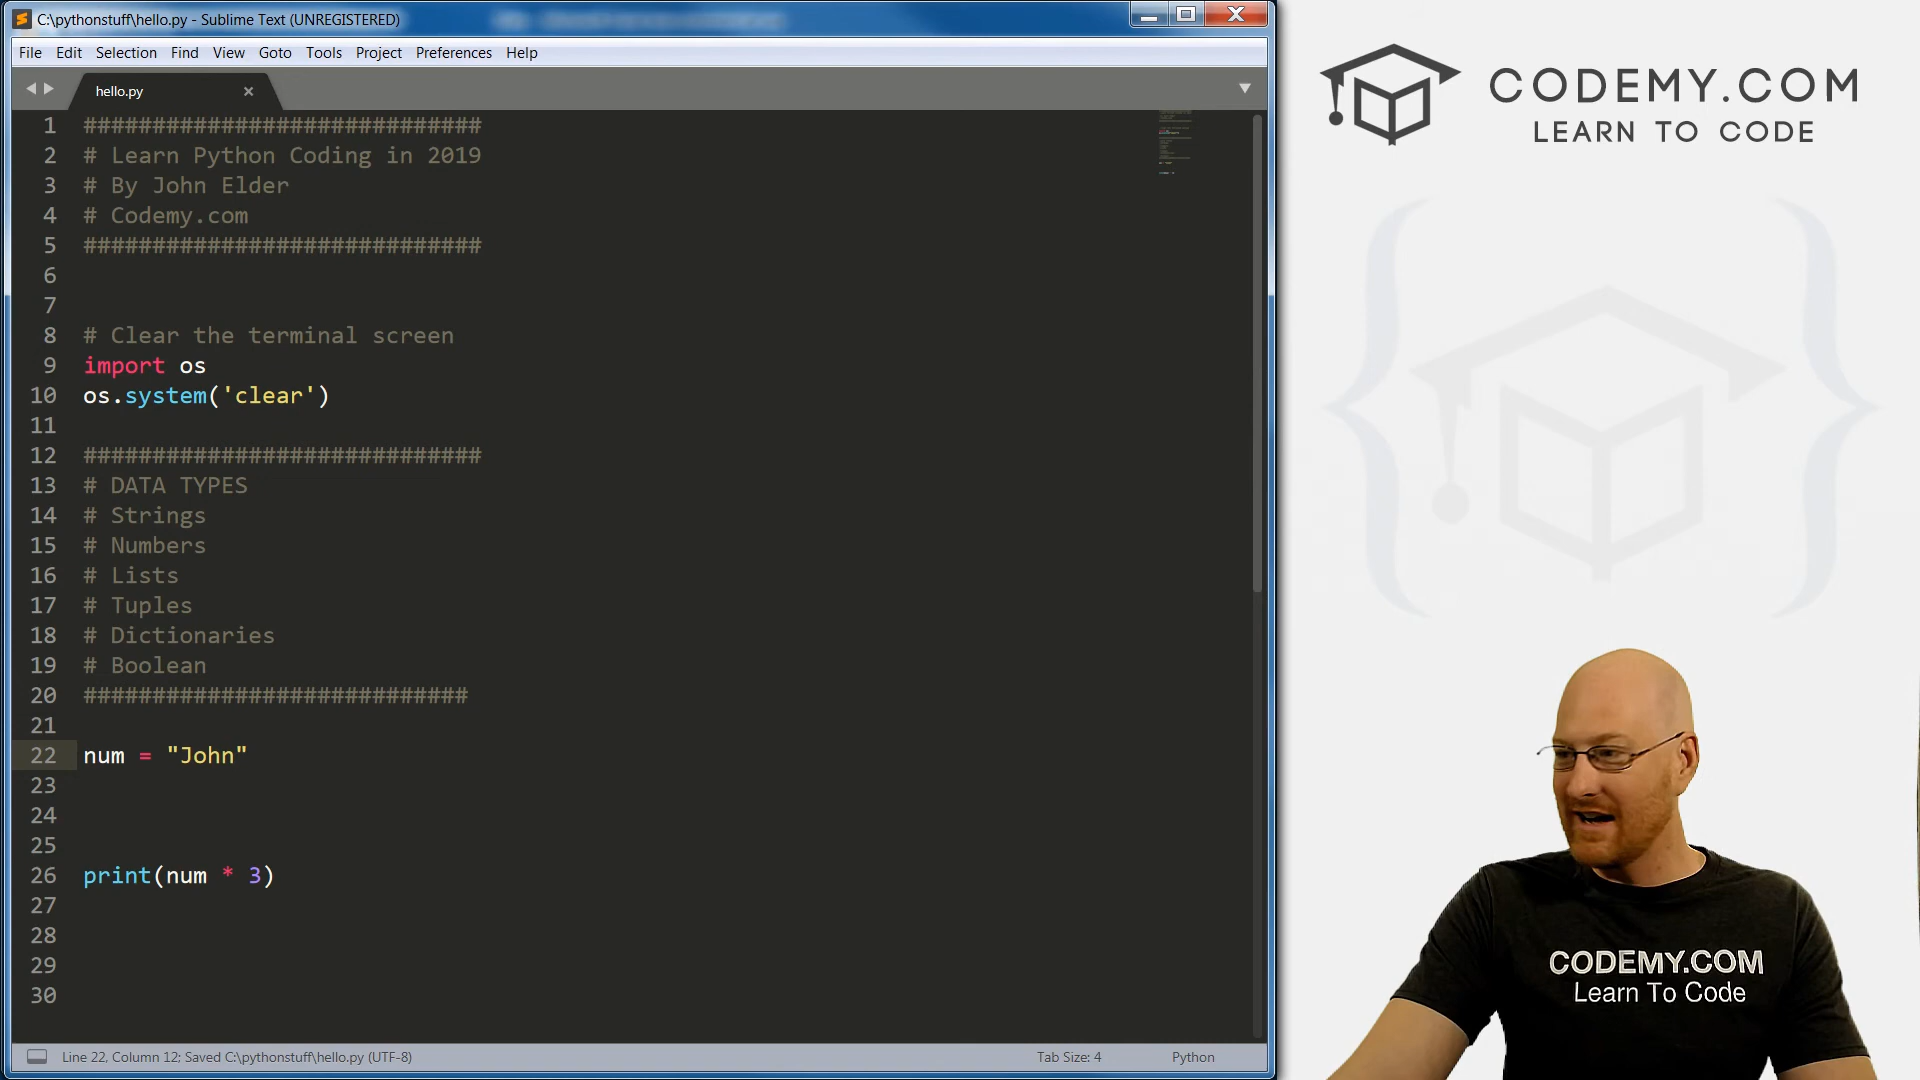 C:\pythonstuff\hello.py - Sublime Text (UNREGISTERED)
File Edit Selection Find View Goto Tools Project Preferences Help
hello.py
1 #############################
2 # Learn Python Coding in 2019
3 # By John Elder
4 # Codemy.com
5 #############################
6
7
8 # Clear the terminal screen
9 import os
10 os.system('clear')
11
12 #############################
13 # DATA TYPES
14 # Strings
15 # Numbers
16 # Lists
17 # Tuples
18 # Dictionaries
19 # Boolean
20 ############################
21
22 num = "John"
23
24
25
26 print(num * 3)
27
28
29
30
Line 22, Column 12; Saved C:\pythonstuff\hello.py (UTF-8)
Tab Size: 4
Python
CODEMY.COM
LEARN TO CODE
CODEMY.COM
Learn To Code